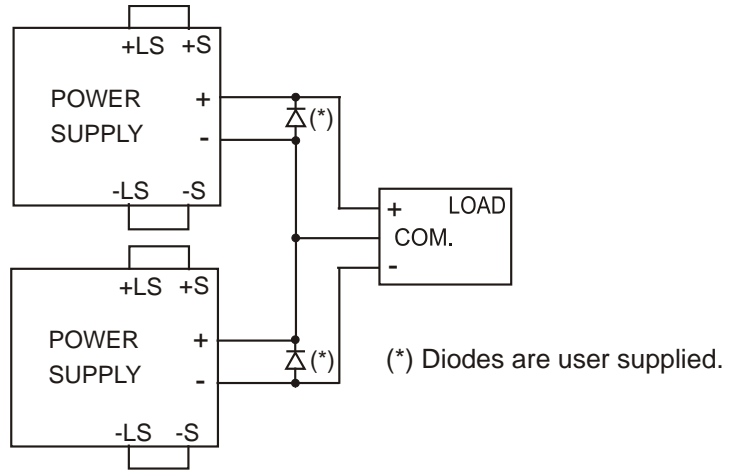 +LS +S
POWER +
SUPPLY -
(*)
-LS -S
+ LOAD
COM.
-
+LS +S
POWER +
SUPPLY -
(*)
(*) Diodes are user supplied.
-LS -S